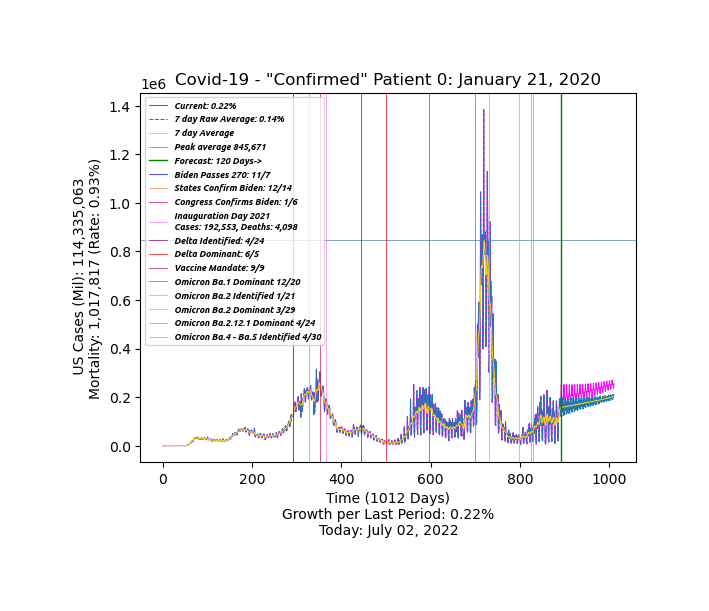 Covid-19 - "Confirmed" Patient 0: January 21, 2020
1e6
1.4
1.2
1.0
0.8
0.6
0.4
0.2
0.0
US Cases (Mil): 114,335,063
Mortality: 1,017,817 (Rate: 0.93%)
Current: 0.22%
7 day Raw Average: 0.14%
7 day Average
Peak average 845,671
Forecast: 120 Days->
Biden Passes 270: 11/7
States Confirm Biden: 12/14
Congress Confirms Biden: 1/6
Inauguration Day 2021
Cases: 192,553, Deaths: 4,098
Delta Identified: 4/24
Delta Dominant: 6/5
Vaccine Mandate: 9/9
Omicron Ba.1 Dominant 12/20
Omicron Ba.2 Identified 1/21
Omicron Ba.2 Dominant 3/29
Omicron Ba.2.12.1 Dominant 4/24
Omicron Ba.4 - Ba.5 Identified 4/30
0 200 400 600 800 1000
Time (1012 Days)
Growth per Last Period: 0.22%
Today: July 02, 2022